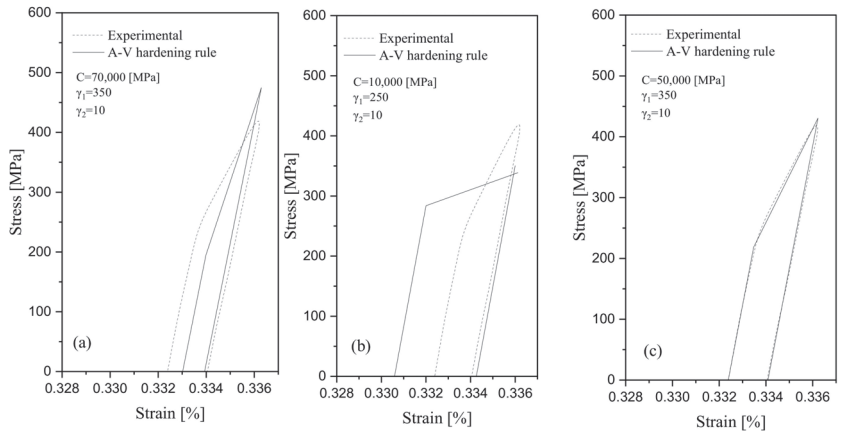 600
500
400
300
200
100
0
Stress [MPa]
Experimental
A-V hardening rule
C=70,000 [MPa]
γ1=350
γ2=10
(a)
0.328 0.330 0.332 0.334 0.336
Strain [%]
600
500
400
300
200
100
0
Stress [MPa]
Experimental
A-V hardening rule
C=10,000 [MPa]
γ1=250
γ2=10
(b)
0.328 0.330 0.332 0.334 0.336
Strain [%]
600
500
400
300
200
100
0
Stress [MPa]
Experimental
A-V hardening rule
C=50,000 [MPa]
γ1=350
γ2=10
(c)
0.328 0.330 0.332 0.334 0.336
Strain [%]